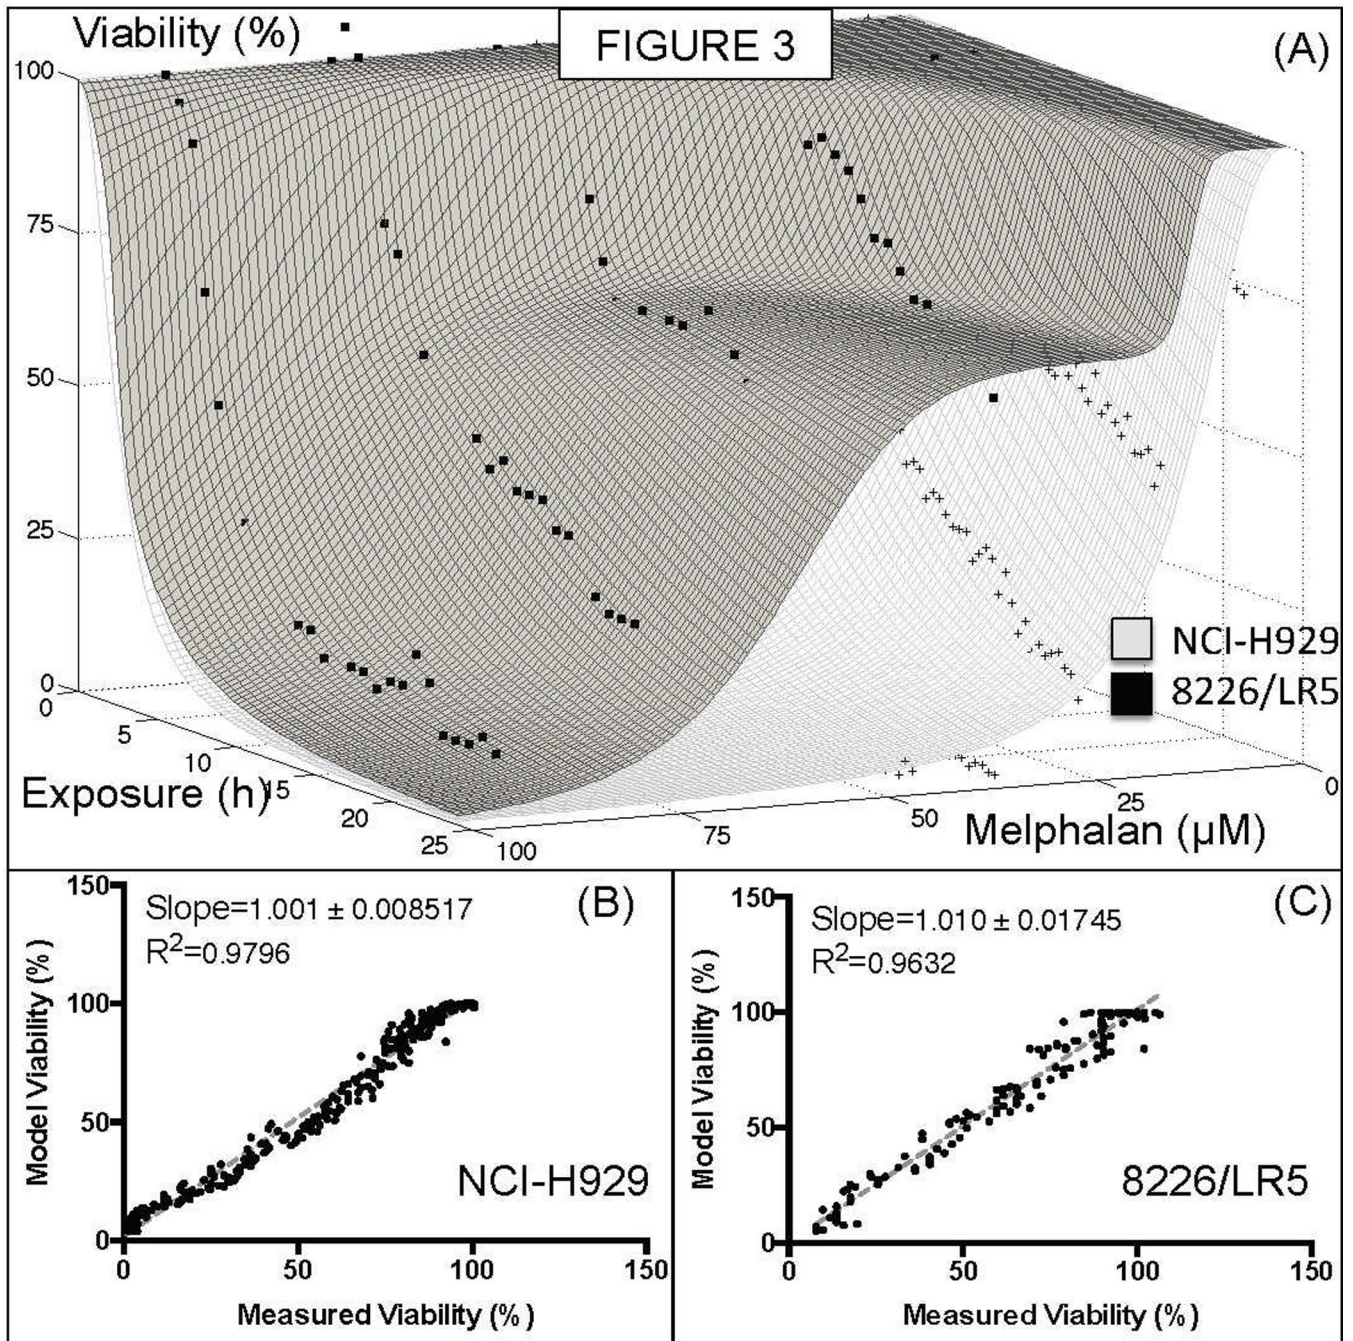 Viability (%)
FIGURE 3
(A)
100
75
50
25
0
0
5
10
15
20
25
Exposure (h)
100
75
50
25
0
Melphalan (µM)
NCI-H929
8226/LR5
150
100
50
0
Model Viability (%)
Slope=1.001 ± 0.008517
R2=0.9796
(B)
NCI-H929
0
50
100
150
Measured Viability (%)
150
100
50
0
Model Viability (%)
Slope=1.010 ± 0.01745
R2=0.9632
(C)
8226/LR5
0
50
100
150
Measured Viability (%)